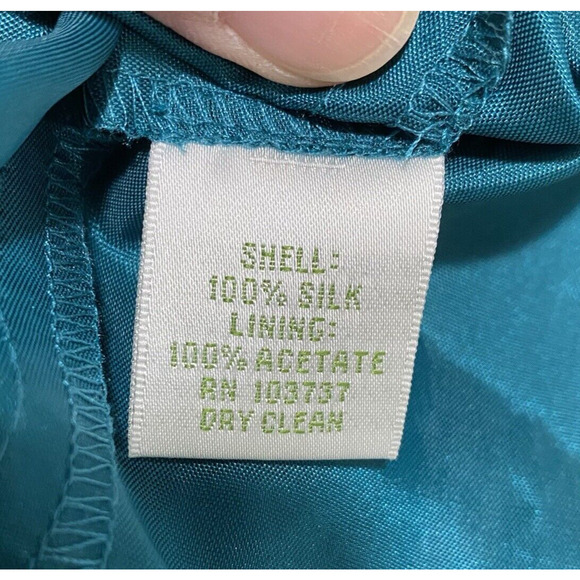 SHELL:
100% SILK
LINING:
100% ACETATE
RN 103737
DRY CLEAN